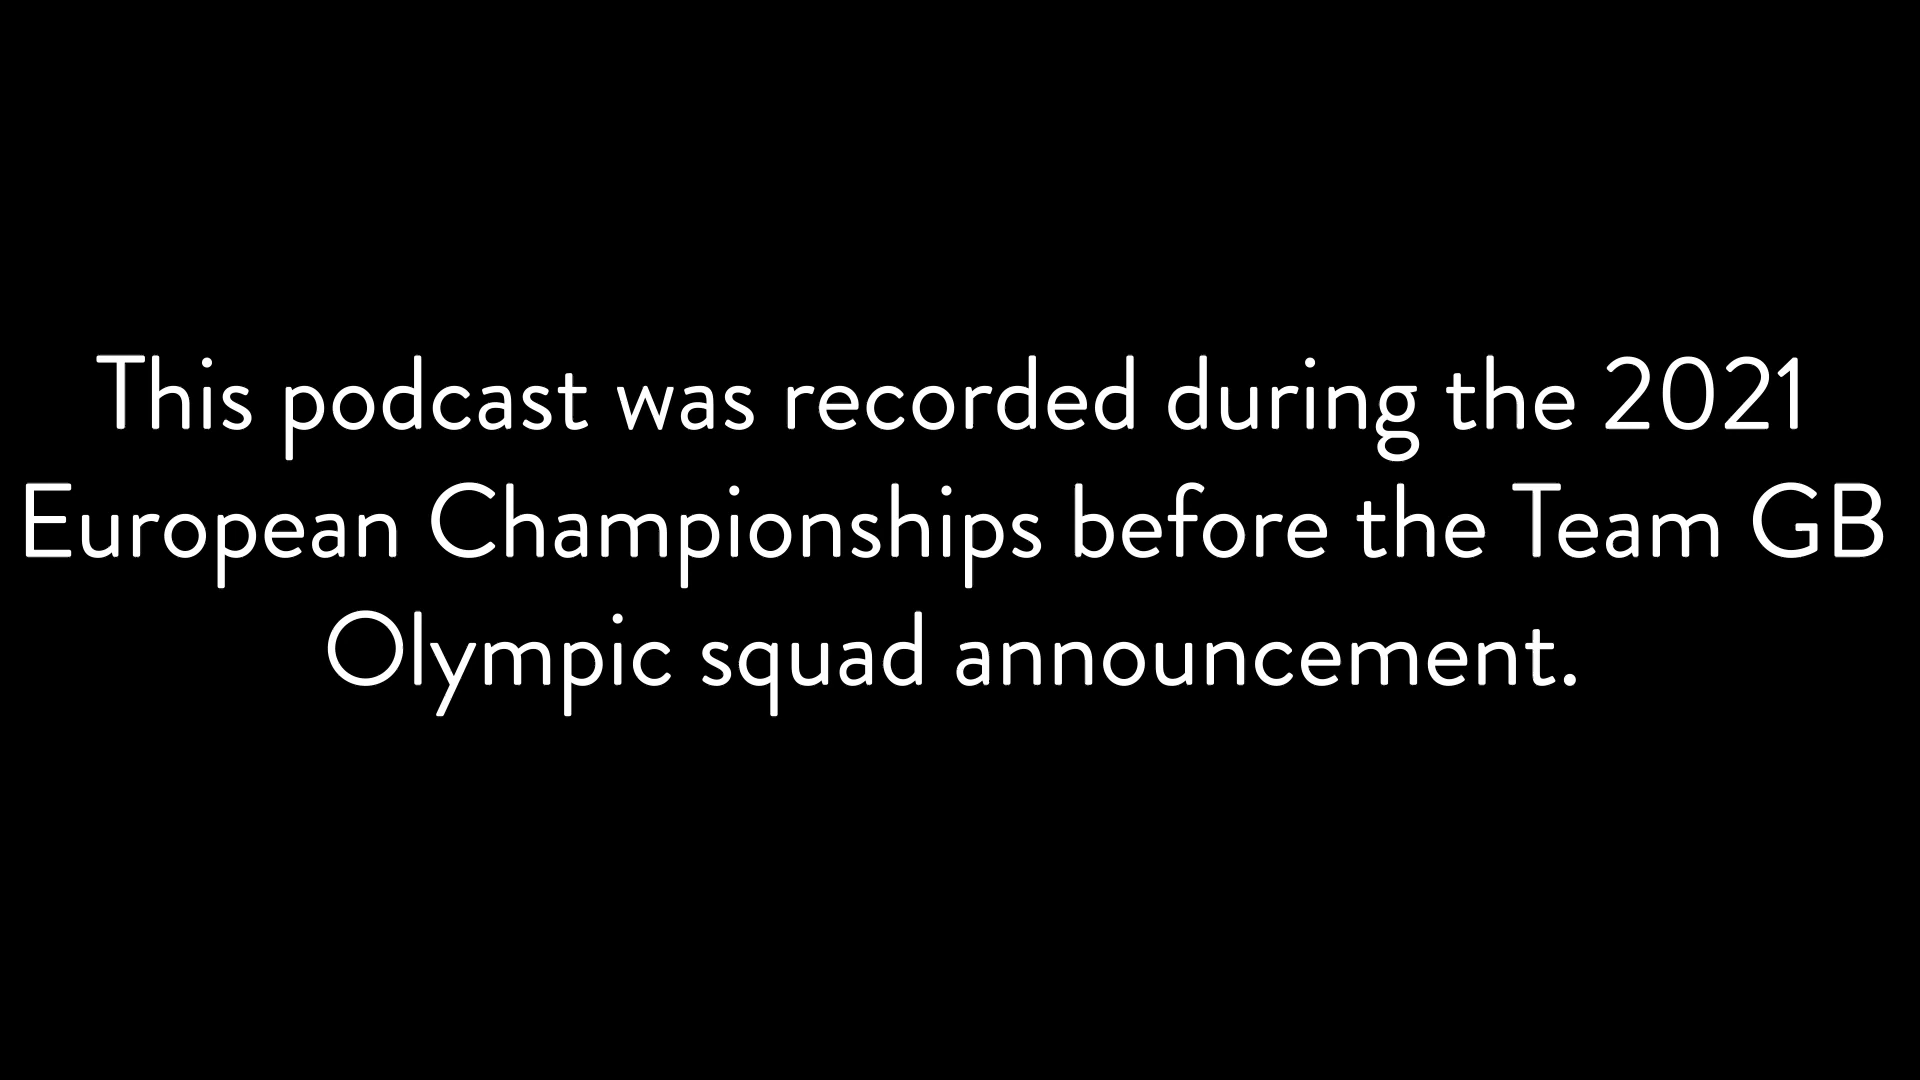 This podcast was recorded during the 2021
European Championships before the Team GB
Olympic squad announcement.